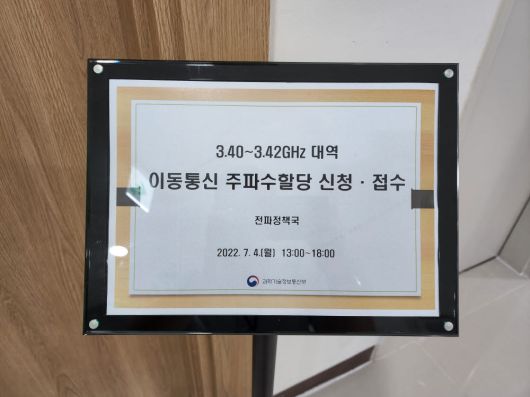 3.40~3.42GHz 대역
이동통신 주파수할당 신청 · 접수
전파정책국
2022. 7. 4.(월) 13:00~18:00
과학기술정보통신부